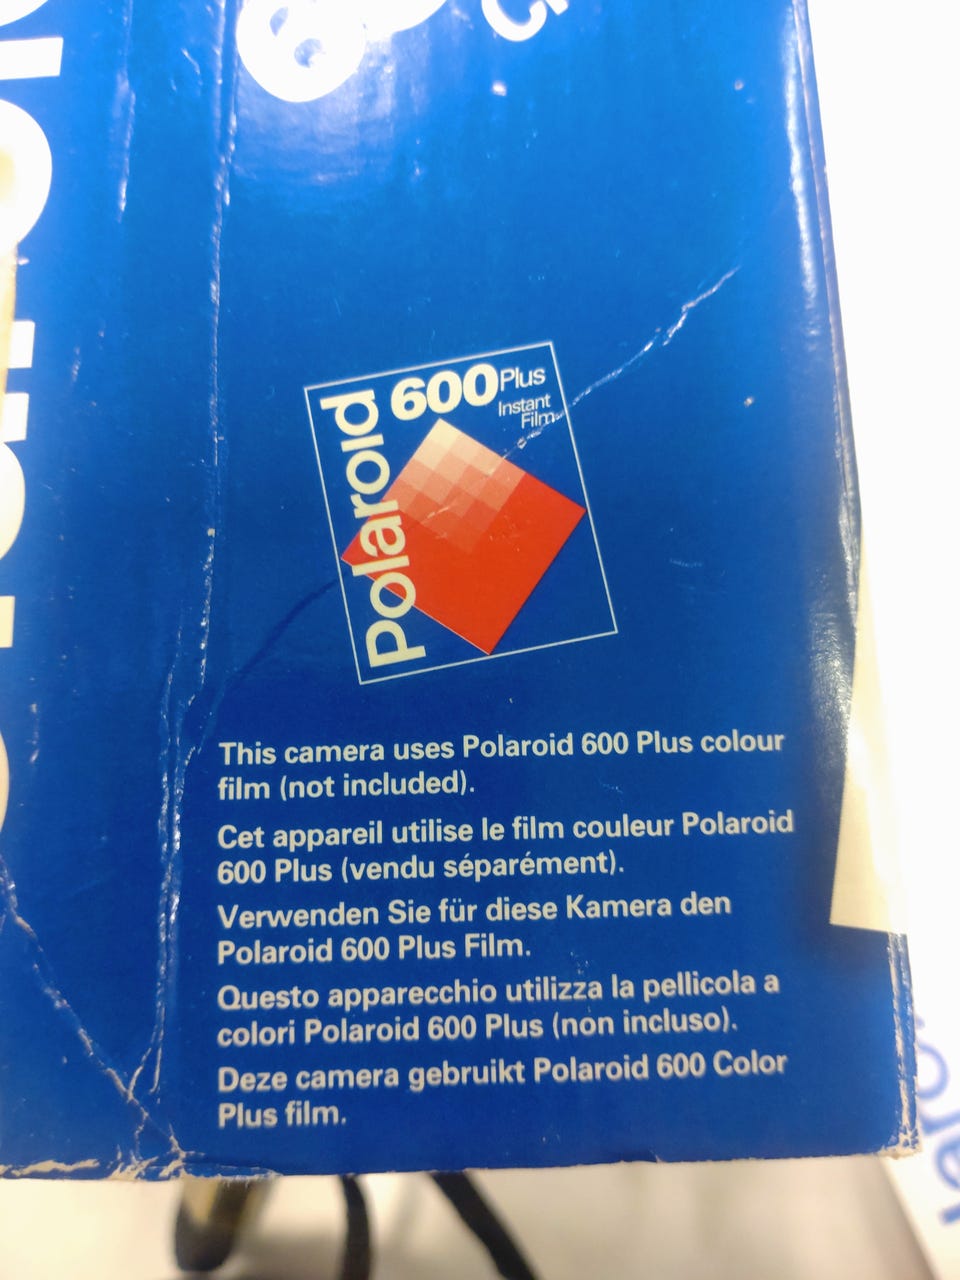 Polaroid
600 Plus
Instant
Film
This camera uses Polaroid 600 Plus colour
film (not included).
Cet appareil utilise le film couleur Polaroid
600 Plus (vendu séparément).
Verwenden Sie für diese Kamera den
Polaroid 600 Plus Film.
Questo apparecchio utilizza la pellicola a
colori Polaroid 600 Plus (non incluso).
Deze camera gebruikt Polaroid 600 Color
Plus film.